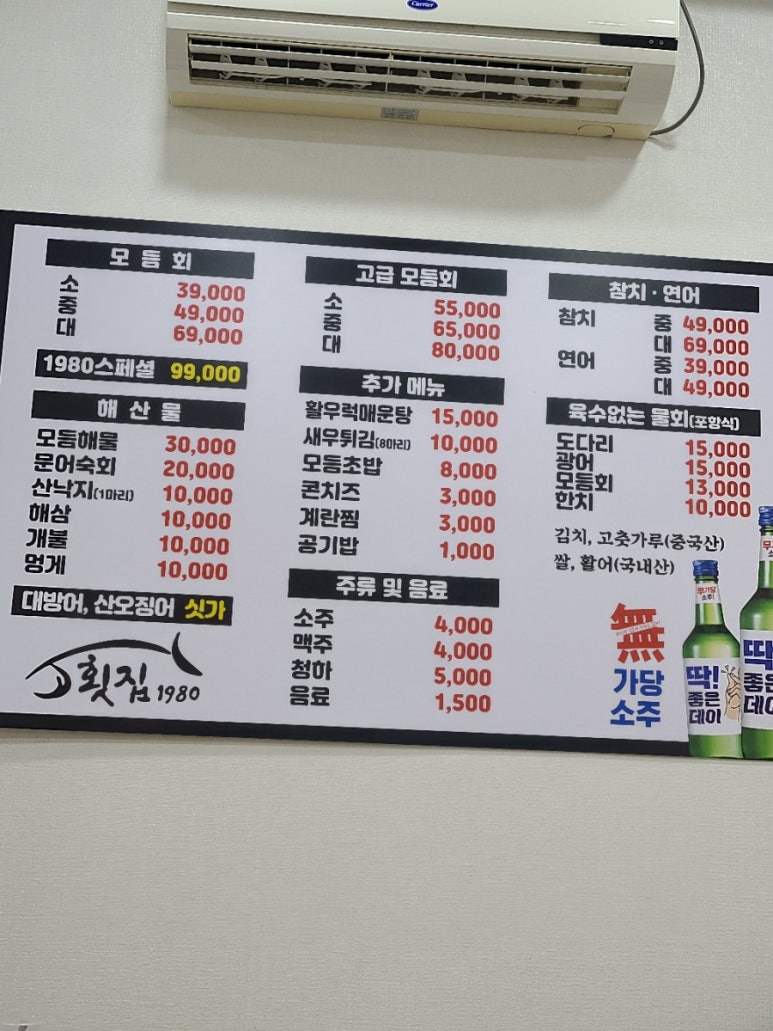 Carrier
모 듬 회
소 39,000
중 49,000
대 69,000
1980스페셜 99,000
해 산 물
모듬해물 30,000
문어숙회 20,000
산낙지(1마리) 10,000
해삼 10,000
개불 10,000
멍게 10,000
대방어, 산오징어 싯가
횟집 1980
고급 모듬회
소 55,000
중 65,000
대 80,000
추가 메뉴
활우럭매운탕 15,000
새우튀김(8마리) 10,000
모듬초밥 8,000
콘치즈 3,000
계란찜 3,000
공기밥 1,000
주류 및 음료
소주 4,000
맥주 4,000
청하 5,000
음료 1,500
참치·연어
참치 중 49,000
대 69,000
연어 중 39,000
대 49,000
육수없는 물회(포항식)
도다리 15,000
광어 15,000
모듬회 13,000
한치 10,000
김치, 고춧가루(중국산)
쌀, 활어(국내산)
無
가당
소주
무가당
소주!
딱!
좋은
데이
딱
좋은
데이